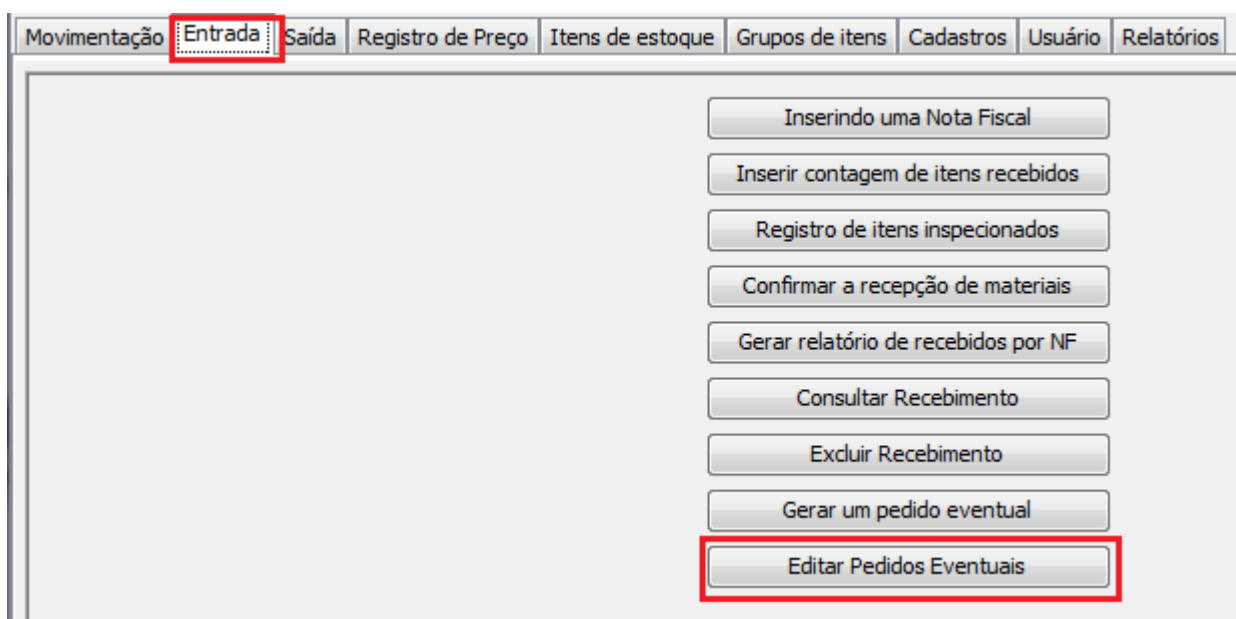 Movimentação Entrada Saída Registro de Preço Itens de estoque Grupos de itens Cadastros Usuário Relatórios
Inserindo uma Nota Fiscal
Inserir contagem de itens recebidos
Registro de itens inspecionados
Confirmar a recepção de materiais
Gerar relatório de recebidos por NF
Consultar Recebimento
Excluir Recebimento
Gerar um pedido eventual
Editar Pedidos Eventuais